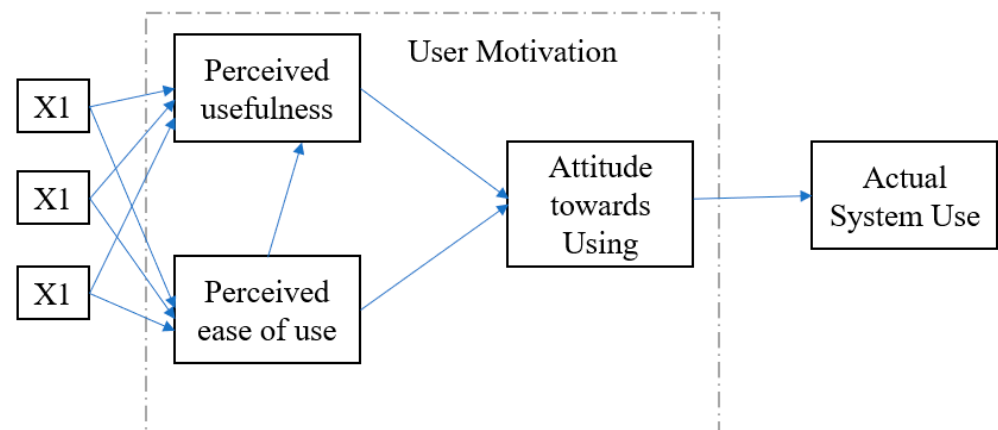 X1
X1
X1
User Motivation
Perceived
usefulness
Perceived
ease of use
Attitude
towards
Using
Actual
System Use